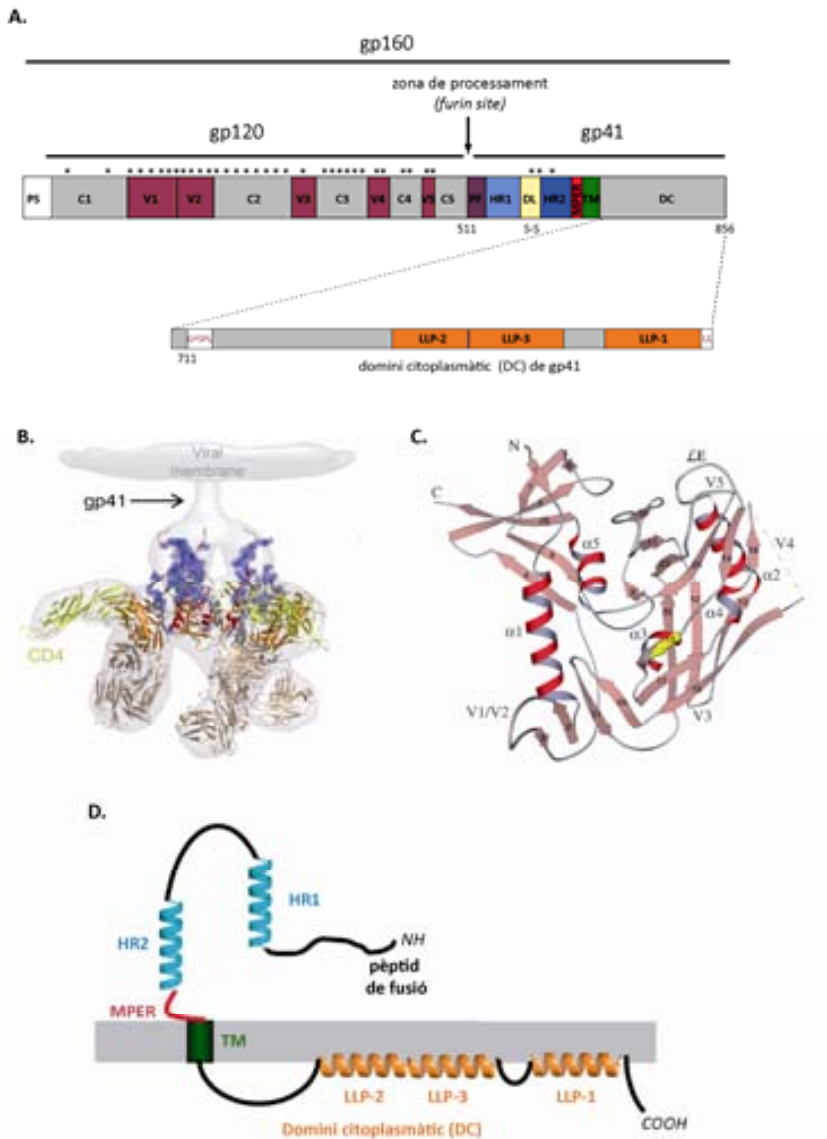 A.
gp160
zona de processament
(furin site)
gp120 gp41
PS C1 V1 V2 C2 V3 C3 V4 C4 V5 C5 PF HR1 DL HR2 MPER TM DC
511 S-S 856
LLP-2 LLP-3 LLP-1
711
domini citoplasmàtic (DC) de gp41
B.
Viral
membrane
gp41
CD4
C.
N
C
ℒE
V5
V4
α5
α2
α1
α3
α4
V1/V2
V3
D.
HR1
HR2
NH
pèptid
de fusió
MPER
TM
LLP-2 LLP-3 LLP-1
Domini citoplasmàtic (DC)
COOH